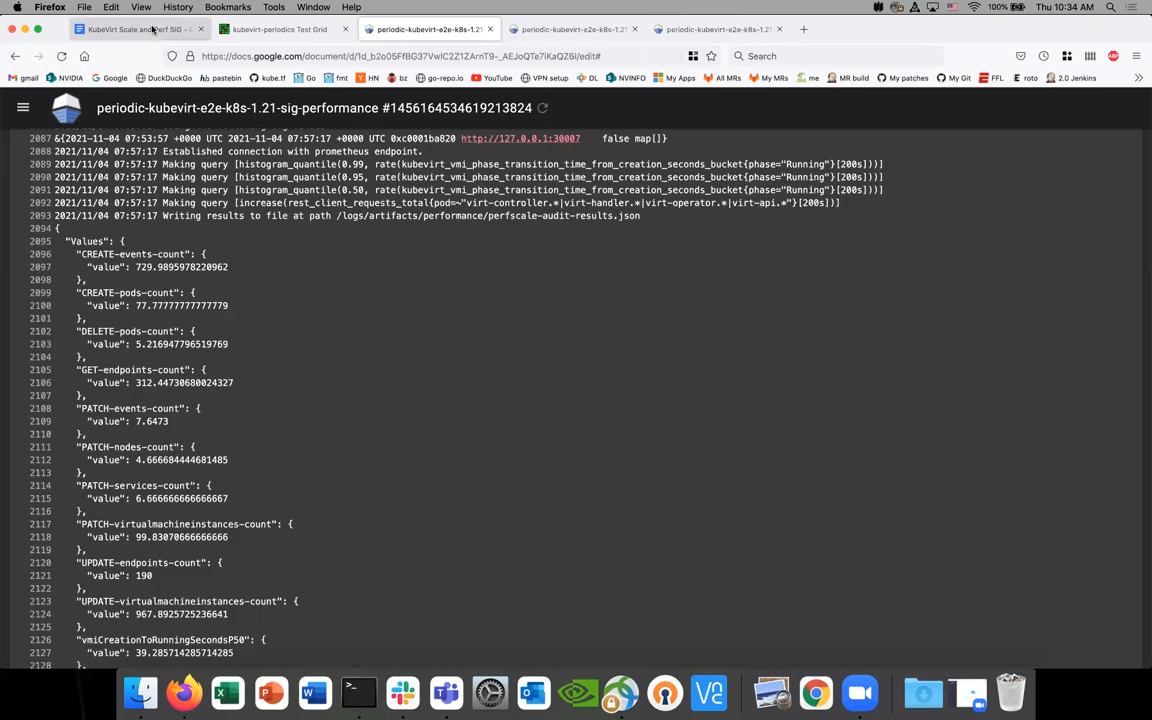 Firefox File Edit View History Bookmarks Tools Window Help 100% Thu 10:34 AM
KubeVirt Scale and Perf SIG - kubevirt-periodics Test Grid periodic-kubevirt-e2e-k8s-1.21 periodic-kubevirt-e2e-k8s-1.21 periodic-kubevirt-e2e-k8s-1.21
Search
gmail NVIDIA Google DuckDuckGo pastebin kube.tf Go fmt HN go-repo.io bz YouTube VPN setup DL NVINFO My Apps All MRs My MRs me MR build My patches My Git FFL roto 2.0 Jenkins
periodic-kubevirt-e2e-k8s-1.21-sig-performance #1456164534619213824
2087 &{2021-11-04 07:53:57 +0000 UTC 2021-11-04 07:57:17 +0000 UTC 0xc0001ba820 http://127.0.0.1:30007 false map[]}
2088 2021/11/04 07:57:17 Established connection with prometheus endpoint.
2089 2021/11/04 07:57:17 Making query [histogram_quantile(0.99, rate(kubevirt_vmi_phase_transition_time_from_creation_seconds_bucket{phase="Running"}[200s]))]
2090 2021/11/04 07:57:17 Making query [histogram_quantile(0.95, rate(kubevirt_vmi_phase_transition_time_from_creation_seconds_bucket{phase="Running"}[200s]))]
2091 2021/11/04 07:57:17 Making query [histogram_quantile(0.50, rate(kubevirt_vmi_phase_transition_time_from_creation_seconds_bucket{phase="Running"}[200s]))]
2092 2021/11/04 07:57:17 Making query [increase(rest_client_requests_total{pod=~"virt-controller.*|virt-handler.*|virt-operator.*|virt-api.*"}[200s])]
2093 2021/11/04 07:57:17 Writing results to file at path /logs/artifacts/performance/perfscale-audit-results.json
2094 {
2095 "Values": {
2096 "CREATE-events-count": {
2097 "value": 729.9895978220962
2098 },
2099 "CREATE-pods-count": {
2100 "value": 77.77777777777779
2101 },
2102 "DELETE-pods-count": {
2103 "value": 5.216947796519769
2104 },
2105 "GET-endpoints-count": {
2106 "value": 312.44730680024327
2107 },
2108 "PATCH-events-count": {
2109 "value": 7.6473
2110 },
2111 "PATCH-nodes-count": {
2112 "value": 4.666684444681485
2113 },
2114 "PATCH-services-count": {
2115 "value": 6.666666666666667
2116 },
2117 "PATCH-virtualmachineinstances-count": {
2118 "value": 99.83070666666666
2119 },
2120 "UPDATE-endpoints-count": {
2121 "value": 190
2122 },
2123 "UPDATE-virtualmachineinstances-count": {
2124 "value": 967.8925725236641
2125 },
2126 "vmiCreationToRunningSecondsP50": {
2127 "value": 39.285714285714285
2128 },